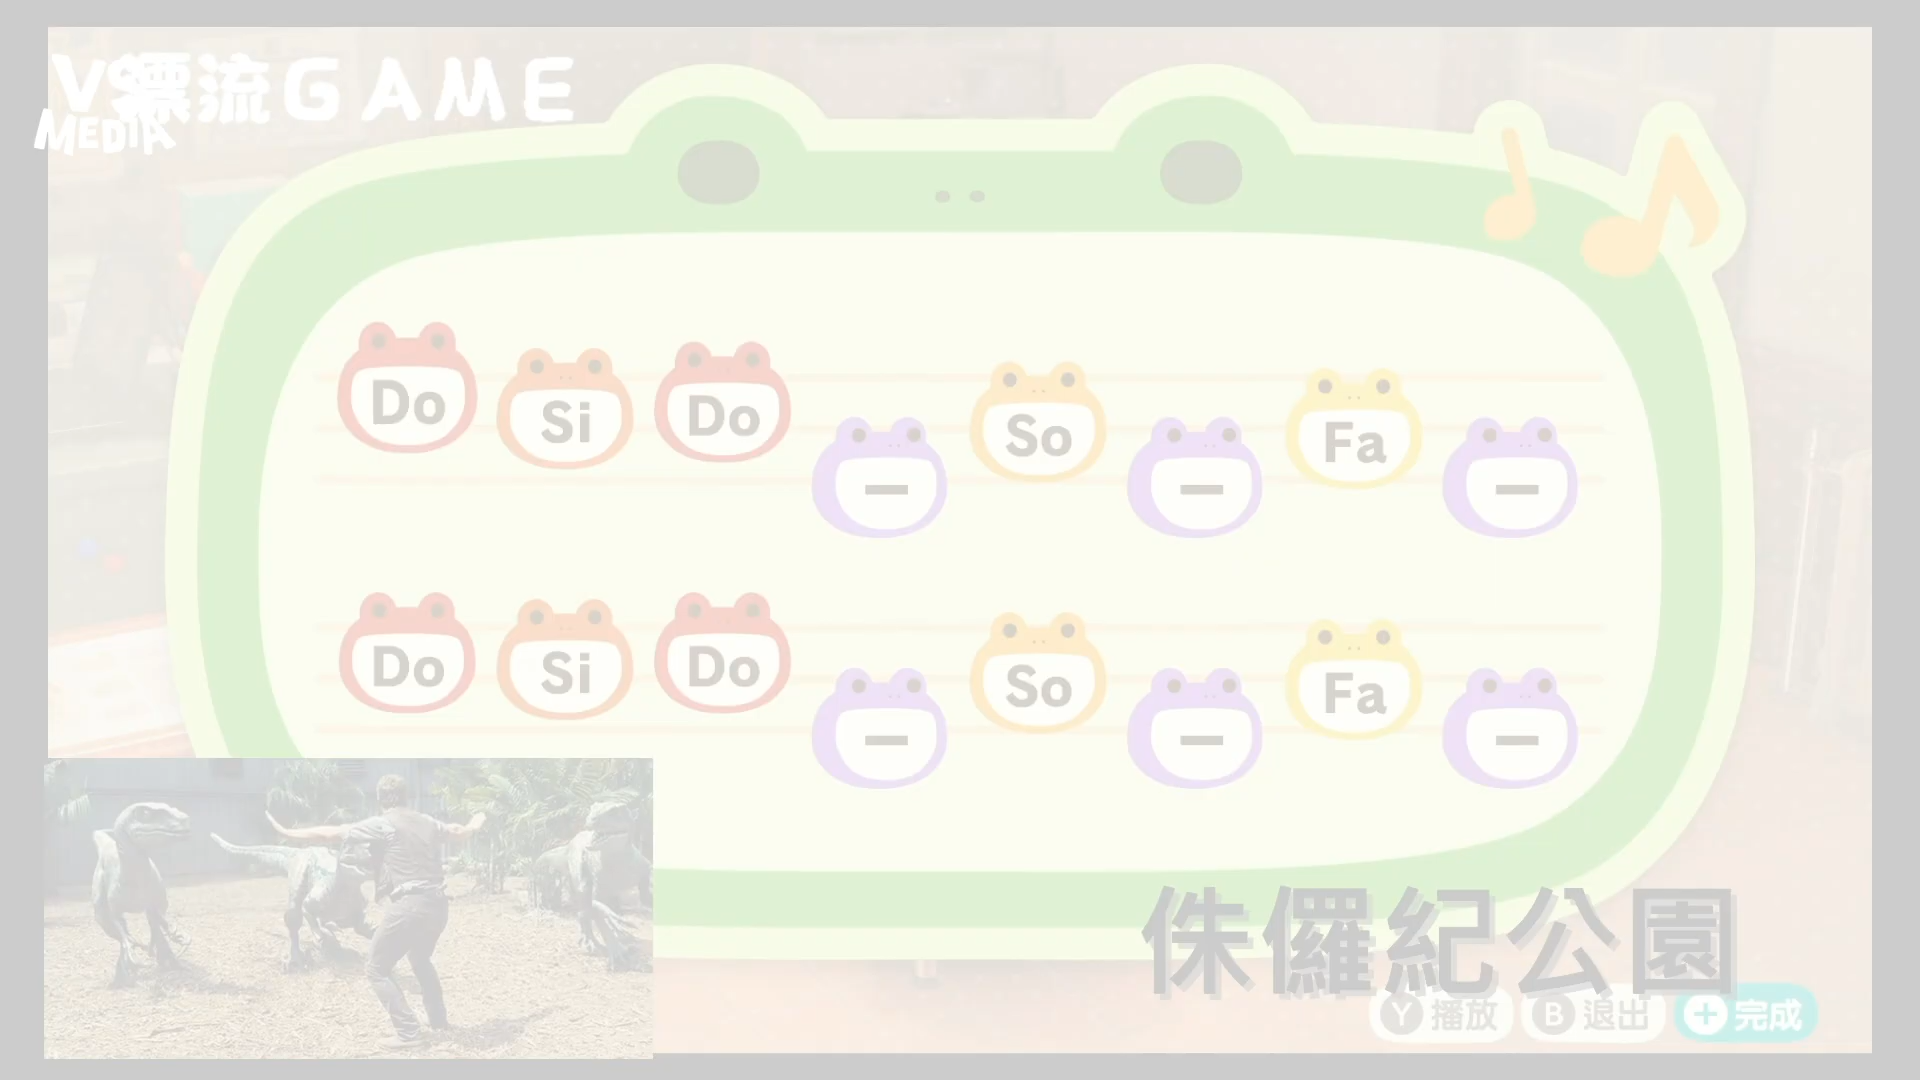 V漂流GAME
MEDIA
Do Si Do – So – Fa –
Do Si Do – So – Fa –
侏儸紀公園
Y 播放 B 退出 + 完成